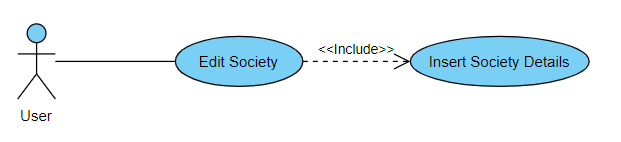 <<Include>>
Edit Society
Insert Society Details
User